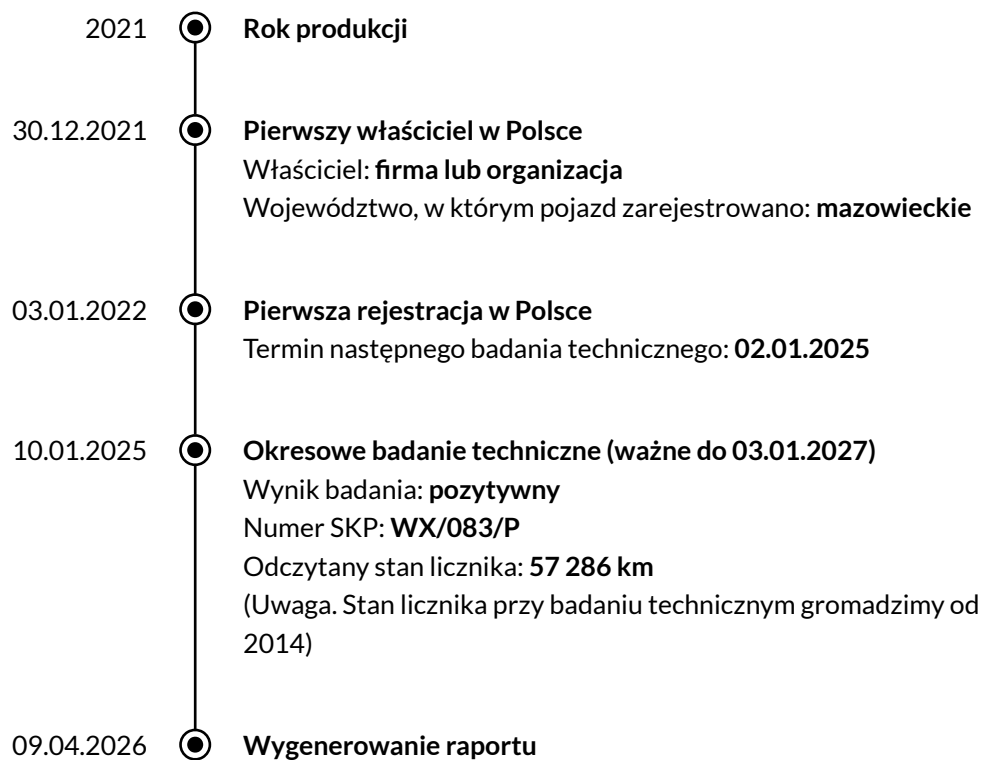 2021 Rok produkcji
30.12.2021 Pierwszy właściciel w Polsce
Właściciel: firma lub organizacja
Województwo, w którym pojazd zarejestrowano: mazowieckie
03.01.2022 Pierwsza rejestracja w Polsce
Termin następnego badania technicznego: 02.01.2025
10.01.2025 Okresowe badanie techniczne (ważne do 03.01.2027)
Wynik badania: pozytywny
Numer SKP: WX/083/P
Odczytany stan licznika: 57 286 km
(Uwaga. Stan licznika przy badaniu technicznym gromadzimy od
2014)
09.04.2026 Wygenerowanie raportu